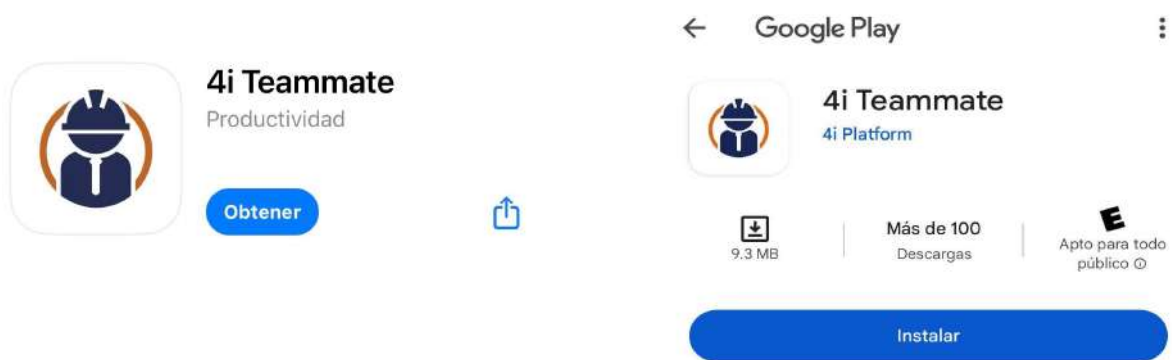 4i Teammate
Productividad
Obtener
Google Play
4i Teammate
4i Platform
9.3 MB
Más de 100
Descargas
E
Apto para todo
público
Instalar